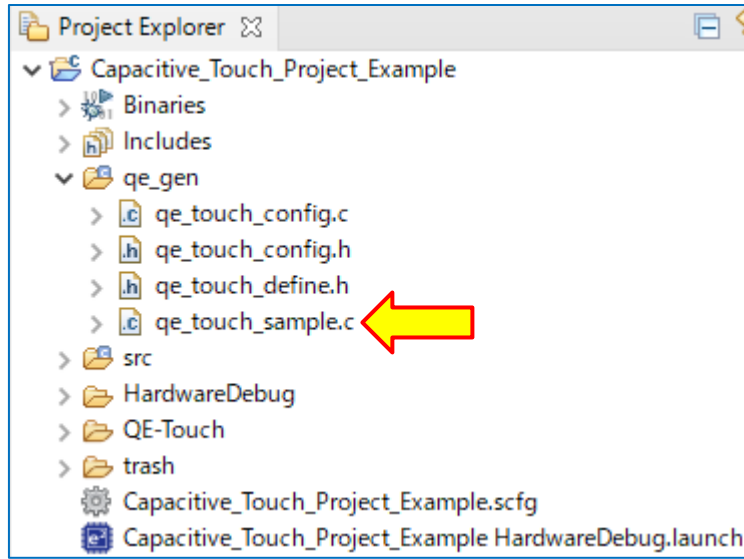 Project Explorer
Capacitive_Touch_Project_Example
Binaries
Includes
qe_gen
qe_touch_config.c
qe_touch_config.h
qe_touch_define.h
qe_touch_sample.c
src
HardwareDebug
QE-Touch
trash
Capacitive_Touch_Project_Example.scfg
Capacitive_Touch_Project_Example HardwareDebug.launch